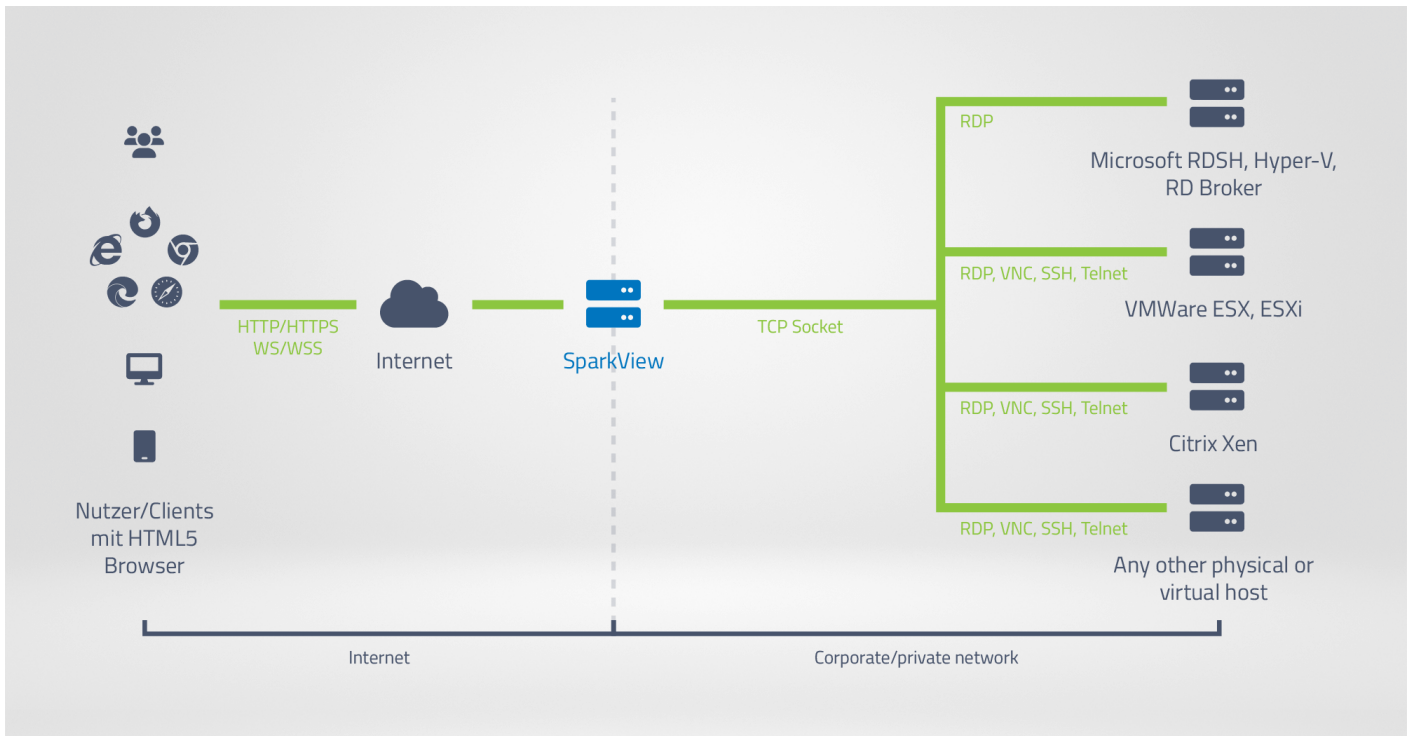 RDP
Microsoft RDSH, Hyper-V,
RD Broker
RDP, VNC, SSH, Telnet
VMWare ESX, ESXi
HTTP/HTTPS
WS/WSS
Internet
SparkView
TCP Socket
RDP, VNC, SSH, Telnet
Citrix Xen
Nutzer/Clients
mit HTML5
Browser
RDP, VNC, SSH, Telnet
Any other physical or
virtual host
Internet
Corporate/private network